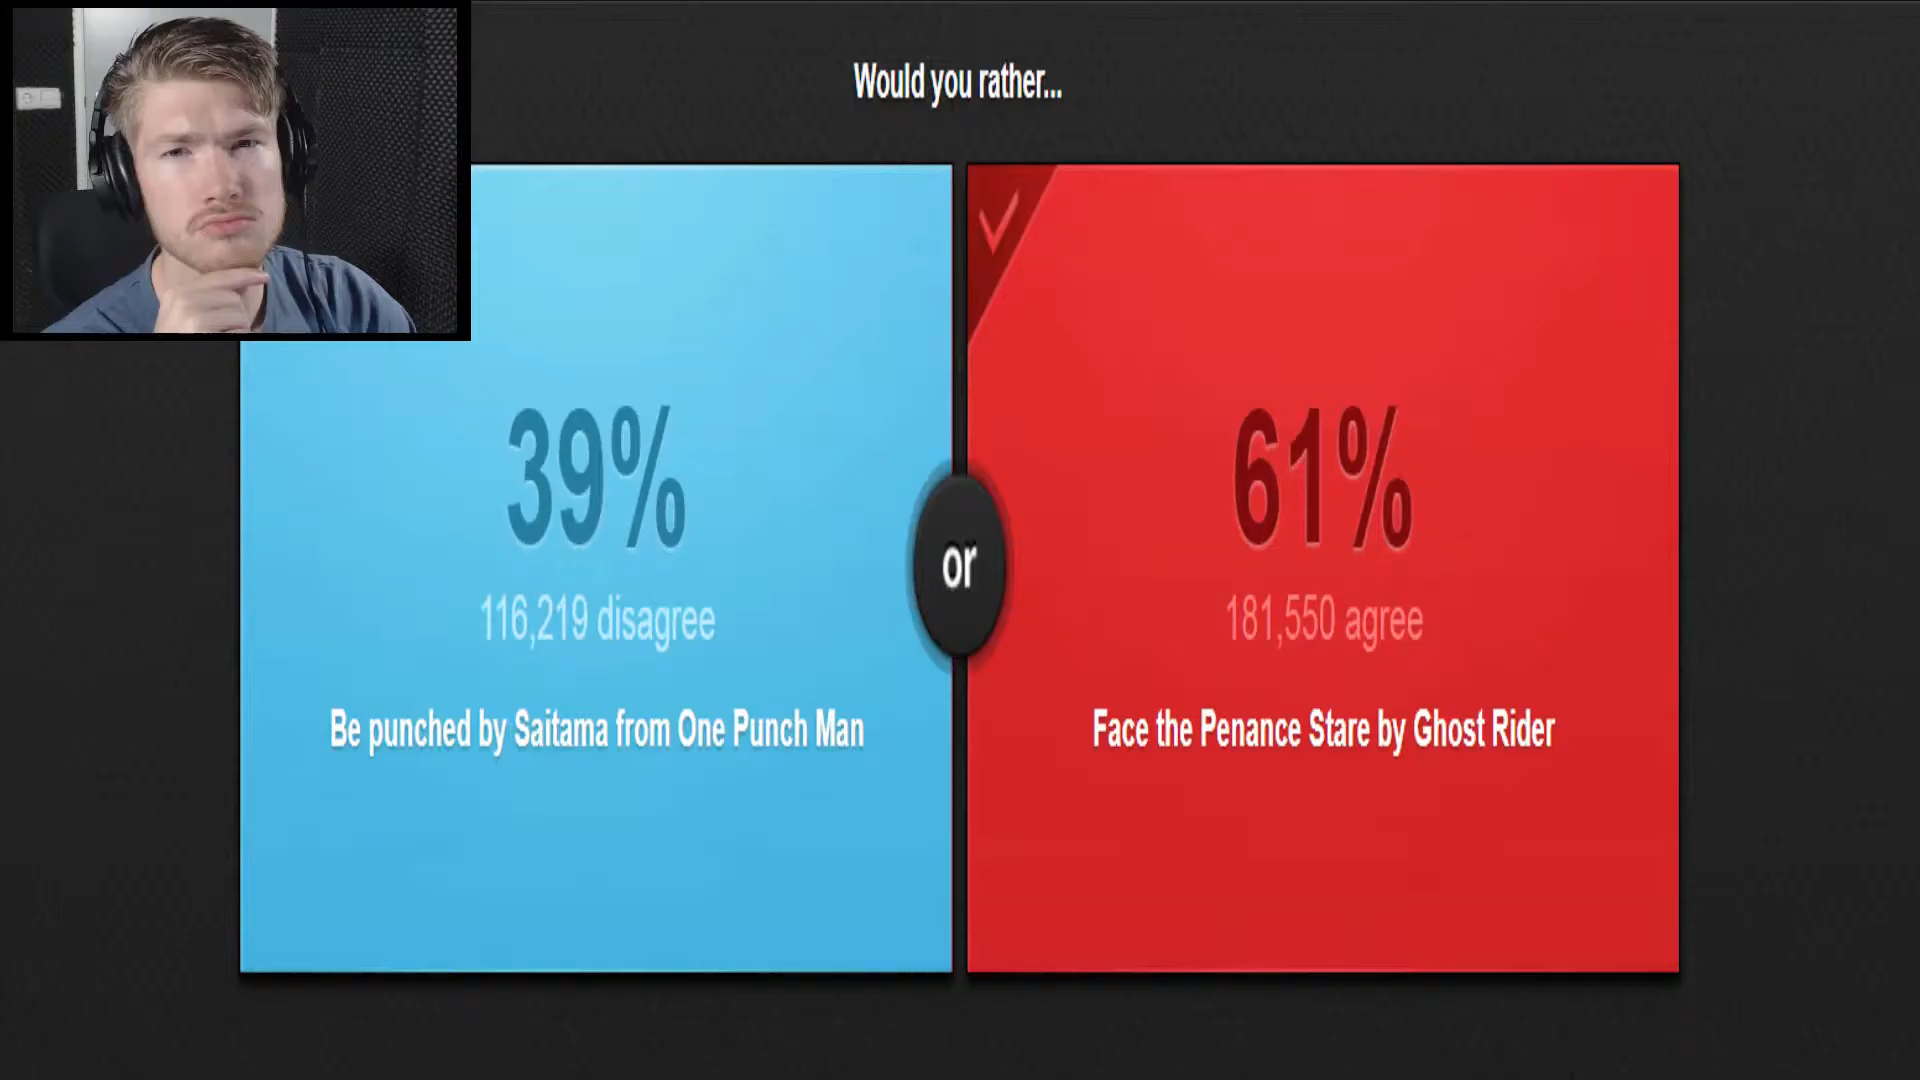 Would you rather...
39%
116,219 disagree
Be punched by Saitama from One Punch Man
or
61%
181,550 agree
Face the Penance Stare by Ghost Rider